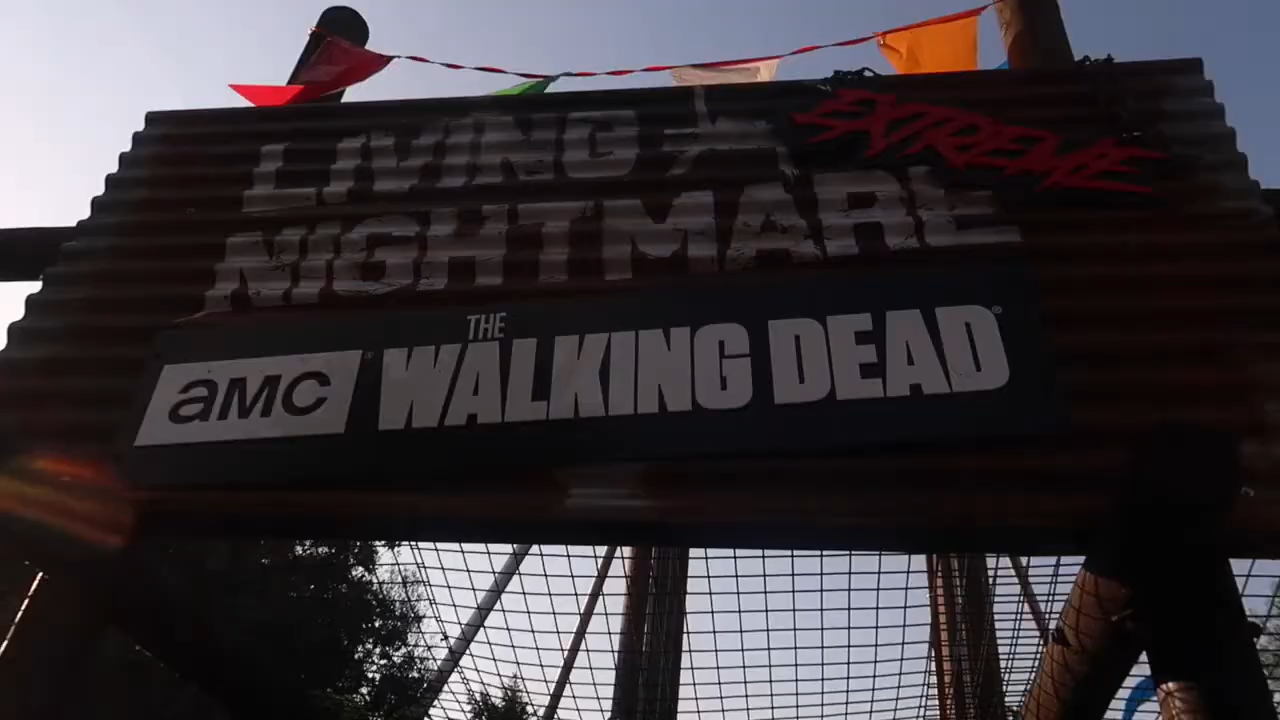 LIVING
NIGHTMARE
EXTREME
THE
amc® WALKING DEAD®